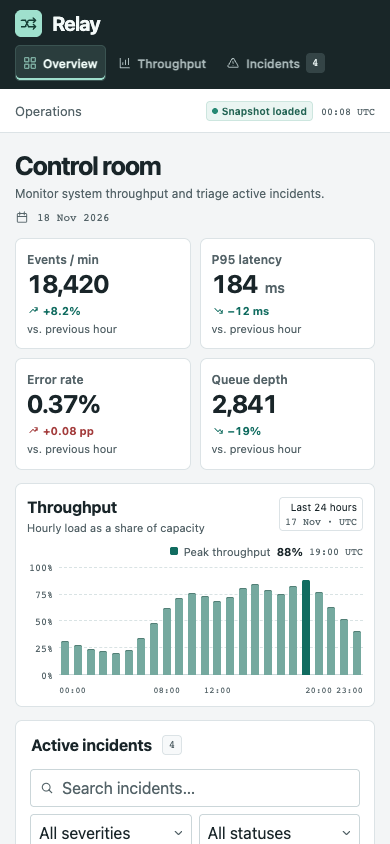 Relay
Overview Throughput Incidents 4
Operations Snapshot loaded 00:08 UTC
Control room
Monitor system throughput and triage active incidents.
18 Nov 2026
Events / min
18,420
+8.2%
vs. previous hour
P95 latency
184 ms
−12 ms
vs. previous hour
Error rate
0.37%
+0.08 pp
vs. previous hour
Queue depth
2,841
−19%
vs. previous hour
Throughput
Hourly load as a share of capacity
Last 24 hours
17 Nov · UTC
Peak throughput 88% 19:00 UTC
100%
75%
50%
25%
0%
00:00 08:00 12:00 20:00 23:00
Active incidents 4
Search incidents...
All severities All statuses